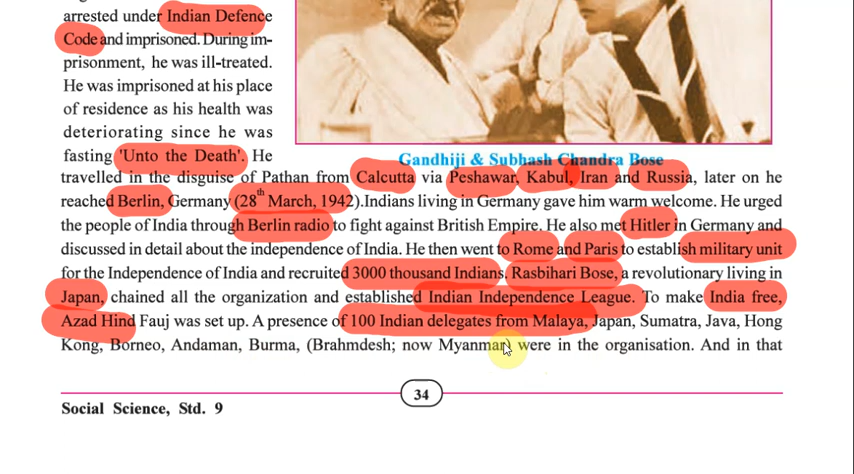 arrested under Indian Defence
Code and imprisoned. During im-
prisonment, he was ill-treated.
He was imprisoned at his place
of residence as his health was
deteriorating since he was
fasting 'Unto the Death'. He
Gandhiji & Subhash Chandra Bose
travelled in the disguise of Pathan from Calcutta via Peshawar, Kabul, Iran and Russia, later on he
reached Berlin, Germany (28th March, 1942).Indians living in Germany gave him warm welcome. He urged
the people of India through Berlin radio to fight against British Empire. He also met Hitler in Germany and
discussed in detail about the independence of India. He then went to Rome and Paris to establish military unit
for the Independence of India and recruited 3000 thousand Indians. Rasbihari Bose, a revolutionary living in
Japan, chained all the organization and established Indian Independence League. To make India free,
Azad Hind Fauj was set up. A presence of 100 Indian delegates from Malaya, Japan, Sumatra, Java, Hong
Kong, Borneo, Andaman, Burma, (Brahmdesh; now Myanmar) were in the organisation. And in that
34
Social Science, Std. 9